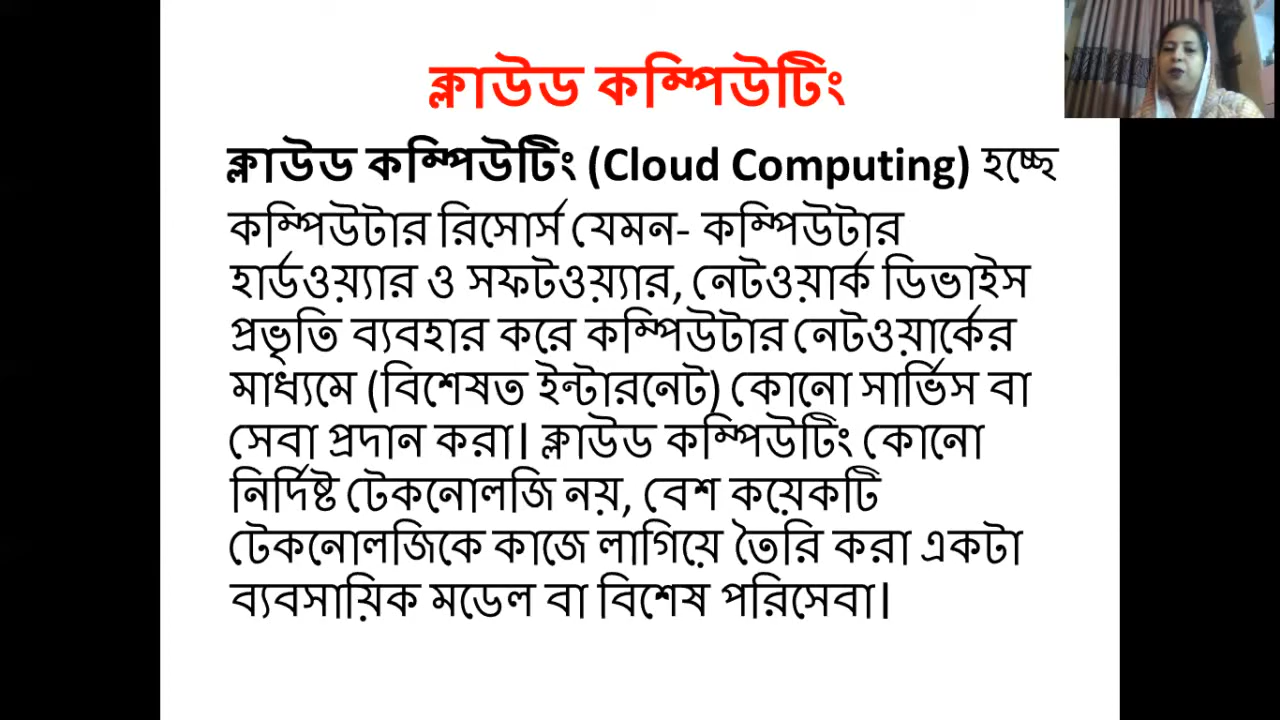 ক্লাউড কম্পিউটিং
ক্লাউড কম্পিউটিং (Cloud Computing) হচ্ছে
কম্পিউটার রিসোর্স যেমন- কম্পিউটার
হার্ডওয়্যার ও সফটওয়্যার, নেটওয়ার্ক ডিভাইস
প্রভৃতি ব্যবহার করে কম্পিউটার নেটওয়ার্কের
মাধ্যমে (বিশেষত ইন্টারনেট) কোনো সার্ভিস বা
সেবা প্রদান করা। ক্লাউড কম্পিউটিং কোনো
নির্দিষ্ট টেকনোলজি নয়, বেশ কয়েকটি
টেকনোলজিকে কাজে লাগিয়ে তৈরি করা একটা
ব্যবসায়িক মডেল বা বিশেষ পরিসেবা।